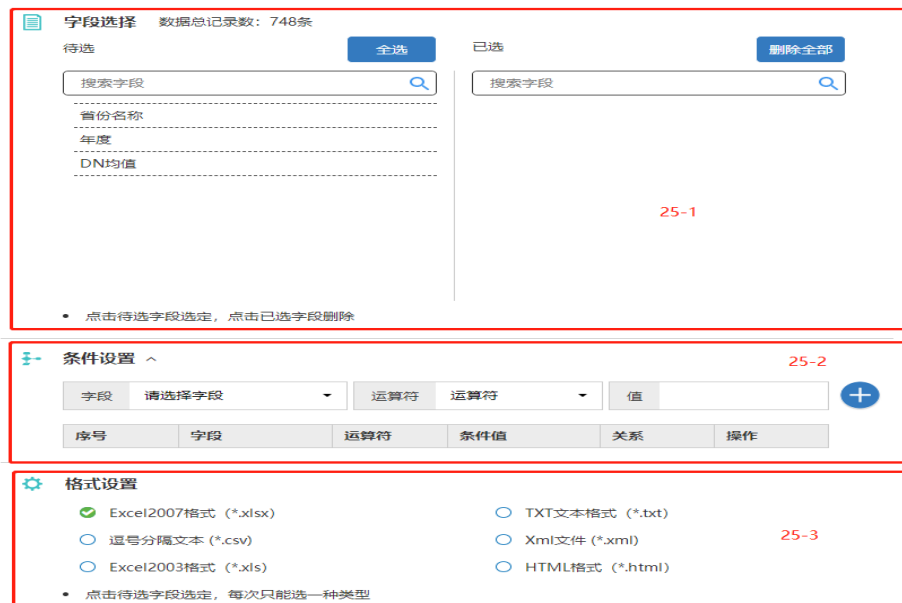 字段选择 数据总记录数：748条
待选 全选 已选 删除全部
搜索字段 搜索字段
省份名称
年度
DN均值
25-1
• 点击待选字段选定，点击已选字段删除
条件设置 25-2
字段 请选择字段 运算符 运算符 值
序号 字段 运算符 条件值 关系 操作
格式设置
Excel2007格式 (*.xlsx) TXT文本格式 (*.txt)
逗号分隔文本 (*.csv) Xml文件 (*.xml) 25-3
Excel2003格式 (*.xls) HTML格式 (*.html)
• 点击待选字段选定，每次只能选一种类型